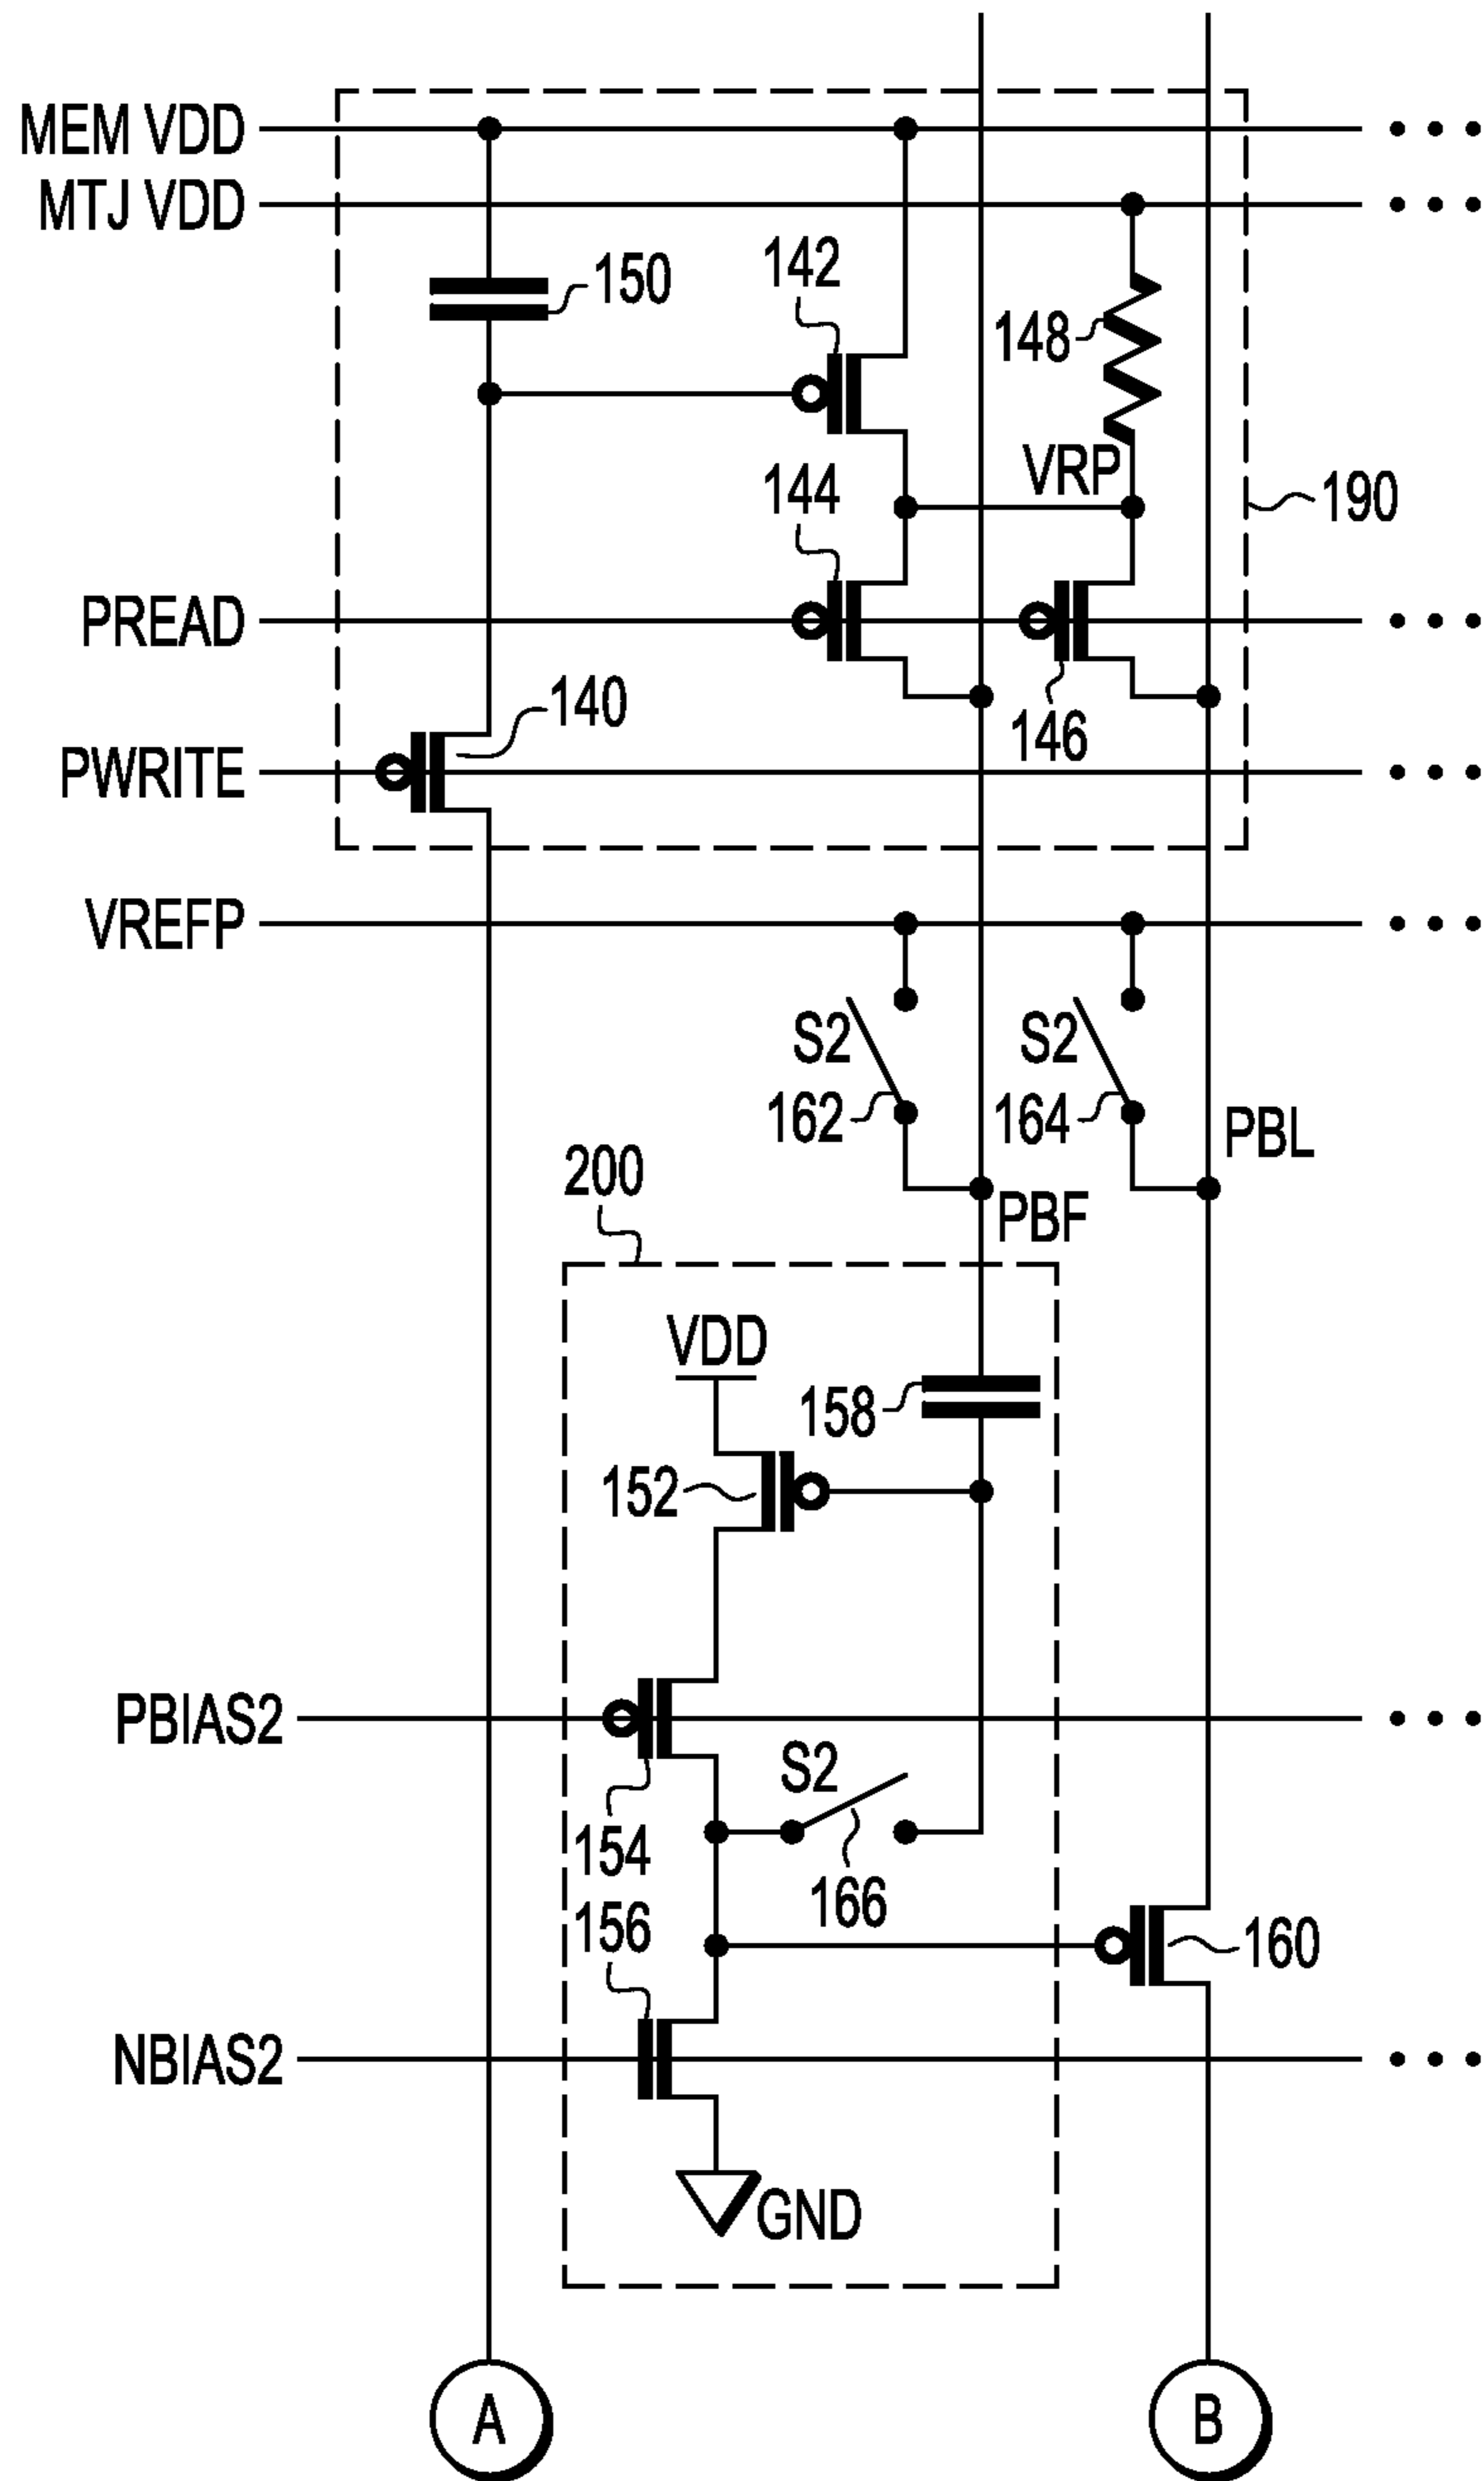 MEM VDD
MTJ VDD
150
142
148
VRP
144
190
PREAD
140
146
PWRITE
VREFP
S2
S2
162
164
PBL
200
PBF
VDD
158
152
PBIAS2
S2
154
166
156
160
NBIAS2
GND
A
B